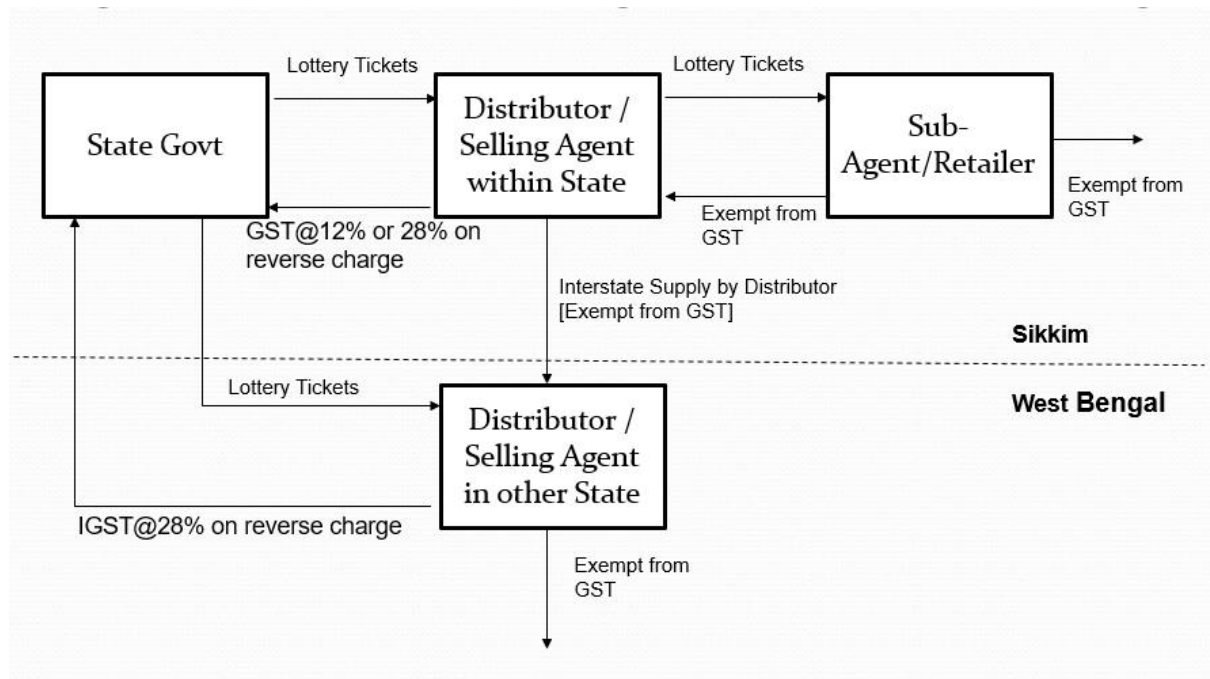 Lottery Tickets
Lottery Tickets
State Govt
Distributor /
Selling Agent
within State
Sub-
Agent/Retailer
Exempt from
GST
Exempt from
GST
GST@12% or 28% on
reverse charge
Interstate Supply by Distributor
[Exempt from GST]
Sikkim
Lottery Tickets
West Bengal
Distributor /
Selling Agent
in other State
IGST@28% on reverse charge
Exempt from
GST